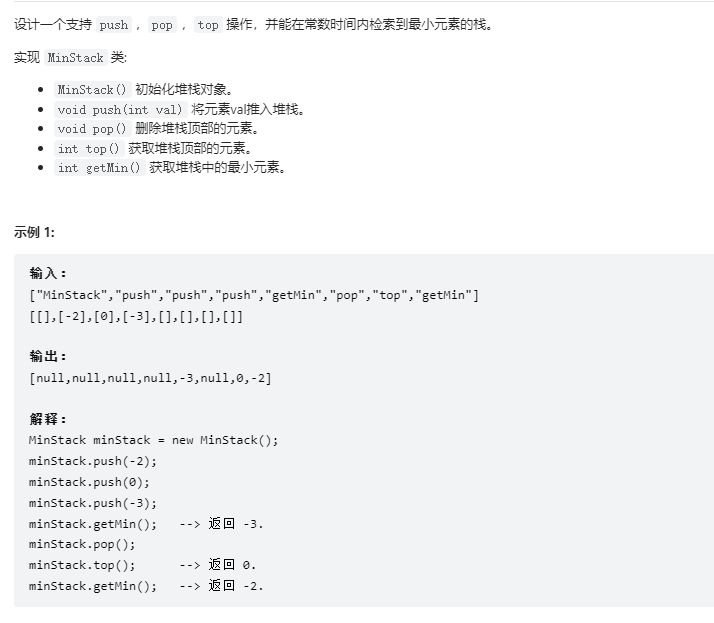 设计一个支持 push ，pop ，top 操作，并能在常数时间内检索到最小元素的栈。
实现 MinStack 类:
• MinStack() 初始化堆栈对象。
• void push(int val) 将元素val推入堆栈。
• void pop() 删除堆栈顶部的元素。
• int top() 获取堆栈顶部的元素。
• int getMin() 获取堆栈中的最小元素。
示例 1:
输入：
["MinStack","push","push","push","getMin","pop","top","getMin"]
[[],[-2],[0],[-3],[],[],[],[]]
输出：
[null,null,null,null,-3,null,0,-2]
解释：
MinStack minStack = new MinStack();
minStack.push(-2);
minStack.push(0);
minStack.push(-3);
minStack.getMin();   --> 返回 -3.
minStack.pop();
minStack.top();      --> 返回 0.
minStack.getMin();   --> 返回 -2.